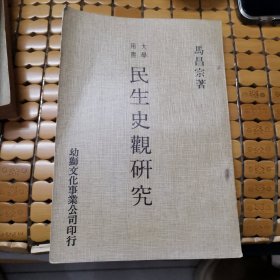 馬昌宗著
大學
用書
民生史觀研究
幼獅文化事業公司印行